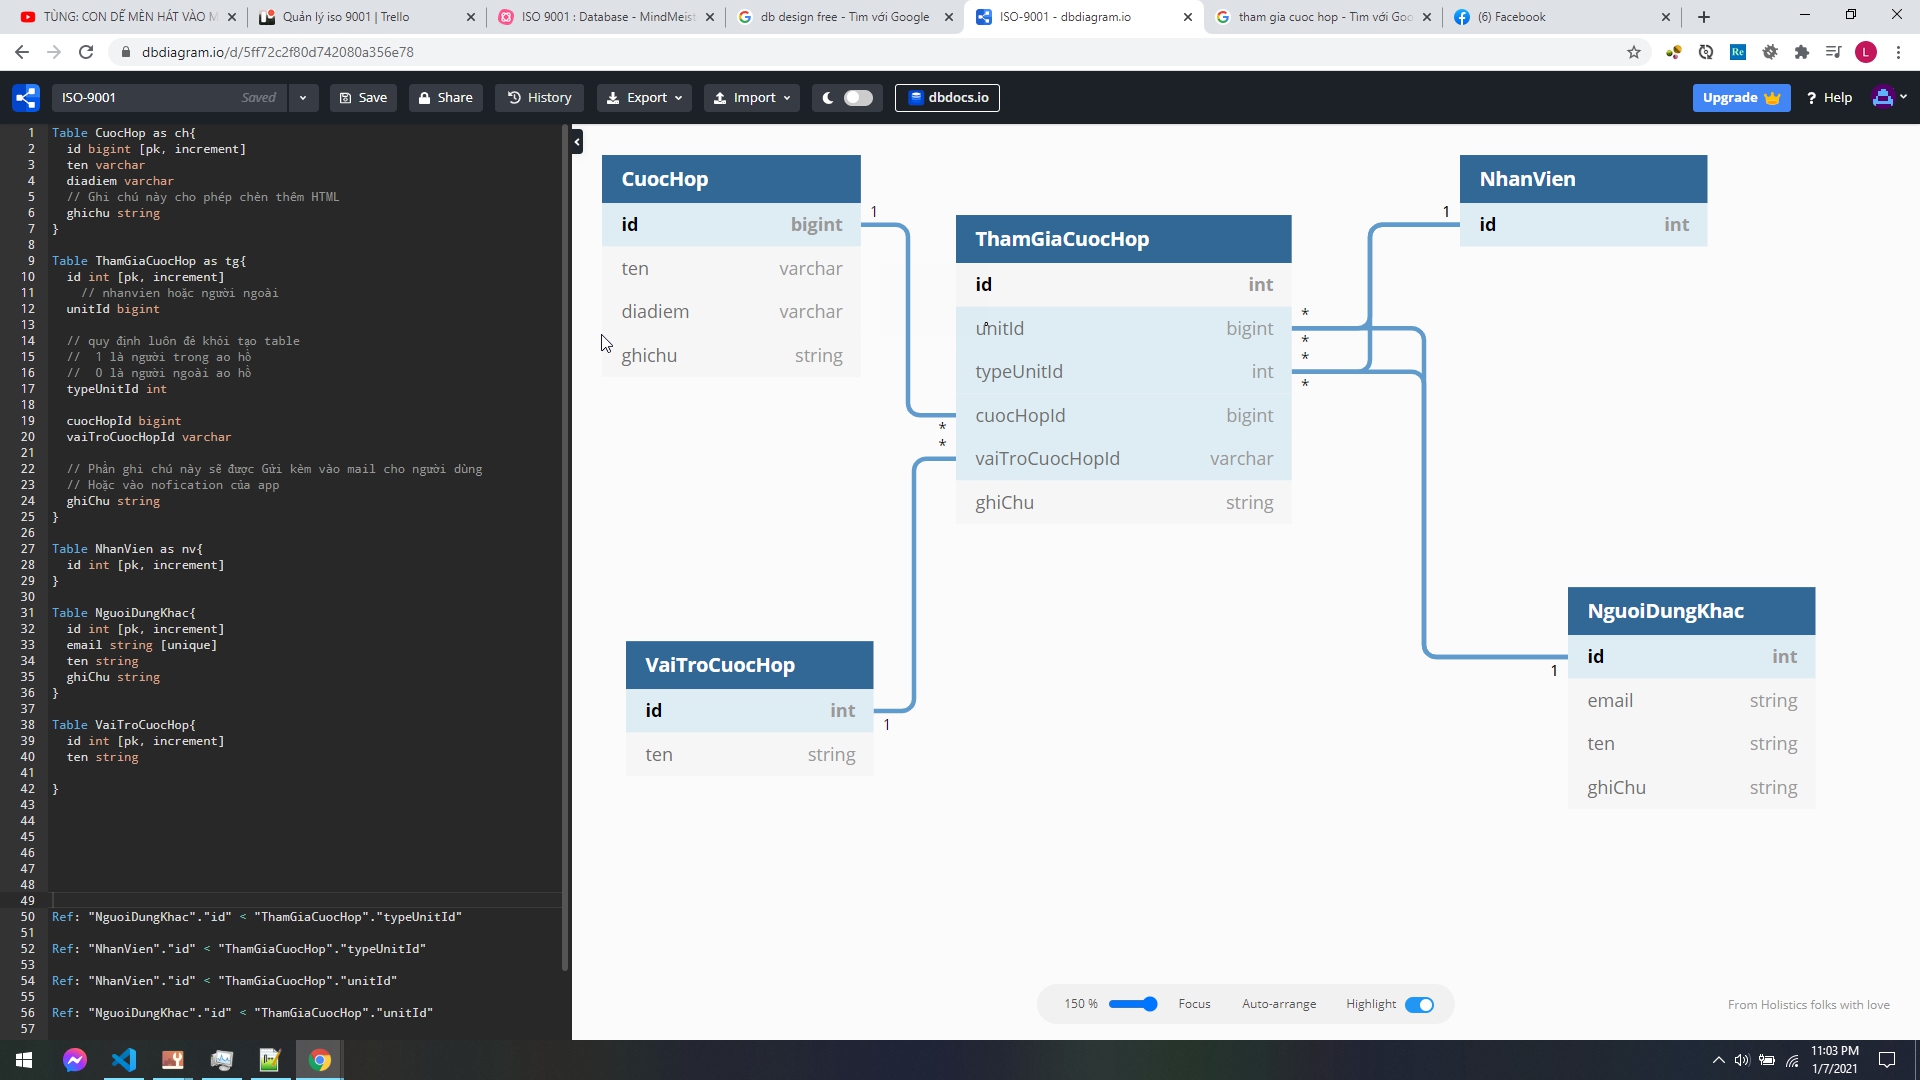 TÙNG: CON DẾ MÈN HÁT VÀO M
Quản lý iso 9001 | Trello
ISO 9001 : Database - MindMeist
db design free - Tìm với Google
ISO-9001 - dbdiagram.io
tham gia cuoc hop - Tìm với Goo
(6) Facebook
dbdiagram.io/d/5ff72c2f80d742080a356e78
Re
L
ISO-9001
Saved
Save
Share
History
Export
Import
dbdocs.io
Upgrade
? Help
1 Table CuocHop as ch{
2 id bigint [pk, increment]
3 ten varchar
4 diadiem varchar
5 // Ghi chú này cho phép chèn thêm HTML
6 ghichu string
7 }
8
9 Table ThamGiaCuocHop as tg{
10 id int [pk, increment]
11 // nhanvien hoặc người ngoài
12 unitId bigint
13
14 // quy định luôn để khỏi tạo table
15 // 1 là người trong ao hồ
16 // 0 là người ngoài ao hồ
17 typeUnitId int
18
19 cuocHopId bigint
20 vaiTroCuocHopId varchar
21
22 // Phần ghi chú này sẽ được Gửi kèm vào mail cho người dùng
23 // Hoặc vào nofication của app
24 ghiChu string
25 }
26
27 Table NhanVien as nv{
28 id int [pk, increment]
29 }
30
31 Table NguoiDungKhac{
32 id int [pk, increment]
33 email string [unique]
34 ten string
35 ghiChu string
36 }
37
38 Table VaiTroCuocHop{
39 id int [pk, increment]
40 ten string
41
42 }
43
44
45
46
47
48
49
50 Ref: "NguoiDungKhac"."id" < "ThamGiaCuocHop"."typeUnitId"
51
52 Ref: "NhanVien"."id" < "ThamGiaCuocHop"."typeUnitId"
53
54 Ref: "NhanVien"."id" < "ThamGiaCuocHop"."unitId"
55
56 Ref: "NguoiDungKhac"."id" < "ThamGiaCuocHop"."unitId"
57
CuocHop
id bigint
ten varchar
diadiem varchar
ghichu string
1
*
*
ThamGiaCuocHop
id int
unitId bigint
typeUnitId int
cuocHopId bigint
vaiTroCuocHopId varchar
ghiChu string
*
*
*
*
1
NhanVien
id int
VaiTroCuocHop
id int
ten string
1
NguoiDungKhac
id int
email string
ten string
ghiChu string
1
150 %
Focus
Auto-arrange
Highlight
From Holistics folks with love
11:03 PM
1/7/2021